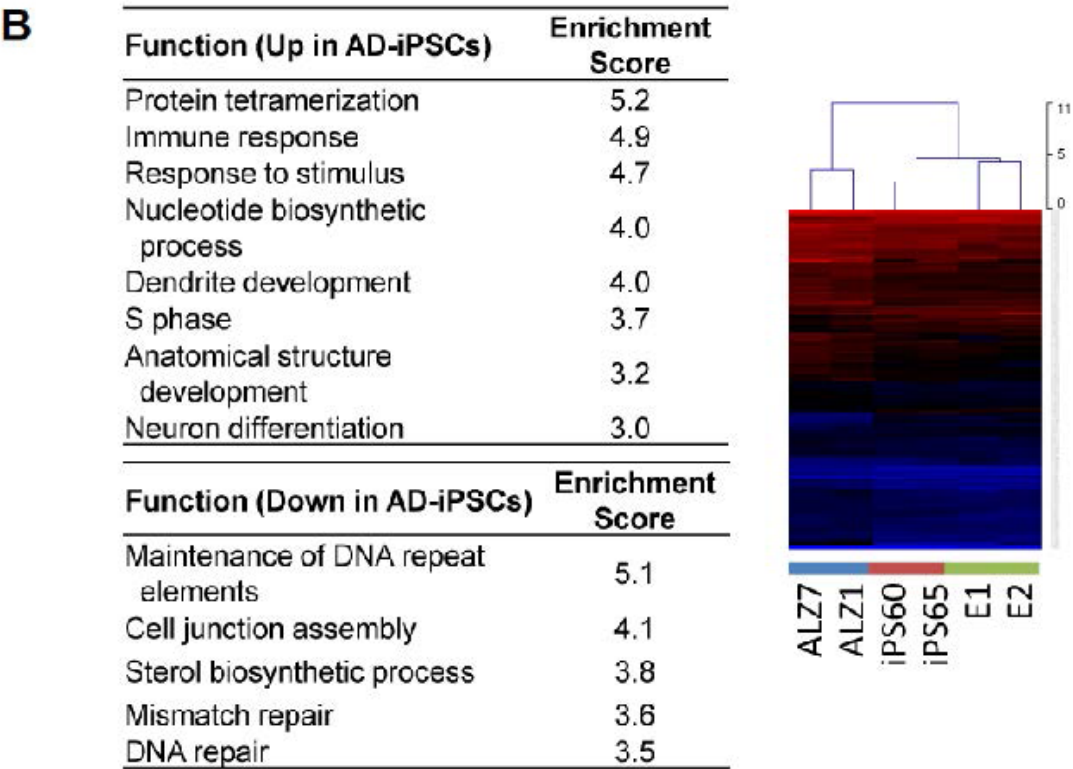 B
Function (Up in AD-iPSCs) Enrichment Score
Protein tetramerization 5.2
Immune response 4.9
Response to stimulus 4.7
Nucleotide biosynthetic
process 4.0
Dendrite development 4.0
S phase 3.7
Anatomical structure
development 3.2
Neuron differentiation 3.0
Function (Down in AD-iPSCs) Enrichment Score
Maintenance of DNA repeat
elements 5.1
Cell junction assembly 4.1
Sterol biosynthetic process 3.8
Mismatch repair 3.6
DNA repair 3.5
11
5
0
ALZ7
ALZ1
iPS60
iPS65
E1
E2